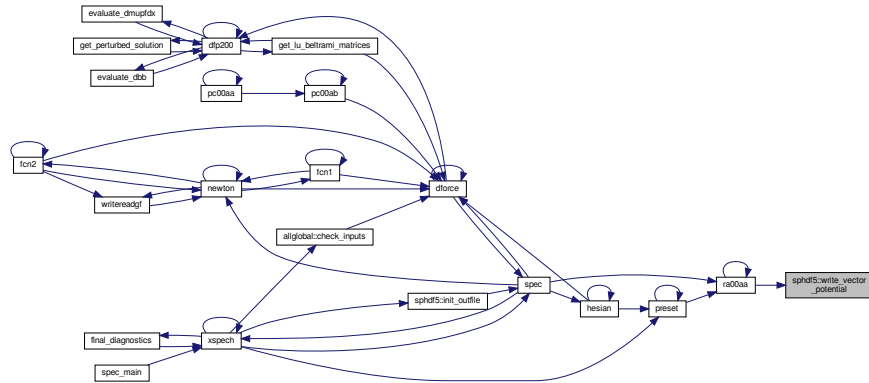 evaluate_dmupfdx
dfp200
get_perturbed_solution
get_lu_beltrami_matrices
evaluate_dbb
pc00aa
pc00ab
fcn2
fcn1
newton
dforce
writereadgf
allglobal::check_inputs
spec
ra00aa
sphdf5::write_vector
_potential
sphdf5::init_outfile
hesian
preset
final_diagnostics
xspech
spec_main